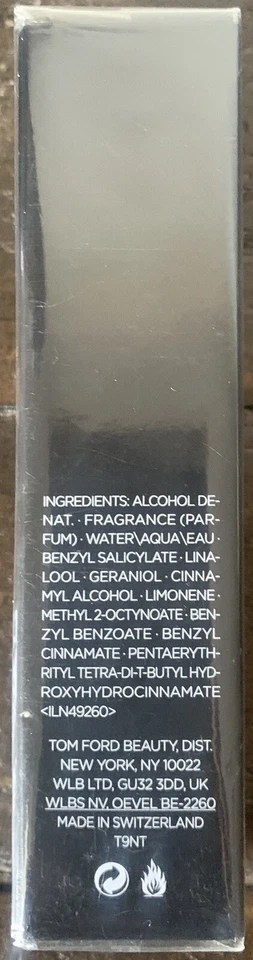 INGREDIENTS: ALCOHOL DE-
NAT. · FRAGRANCE (PAR-
FUM) · WATER\AQUA\EAU ·
BENZYL SALICYLATE · LINA-
LOOL · GERANIOL · CINNA-
MYL ALCOHOL · LIMONENE ·
METHYL 2-OCTYNOATE · BEN-
ZYL BENZOATE · BENZYL
CINNAMATE · PENTAERYTH-
RITYL TETRA-DI-T-BUTYL HYD-
ROXYHYDROCINNAMATE
<ILN49260>
TOM FORD BEAUTY, DIST.
NEW YORK, NY 10022
WLB LTD, GU32 3DD, UK
WLBS NV, OEVEL BE-2260
MADE IN SWITZERLAND
T9NT